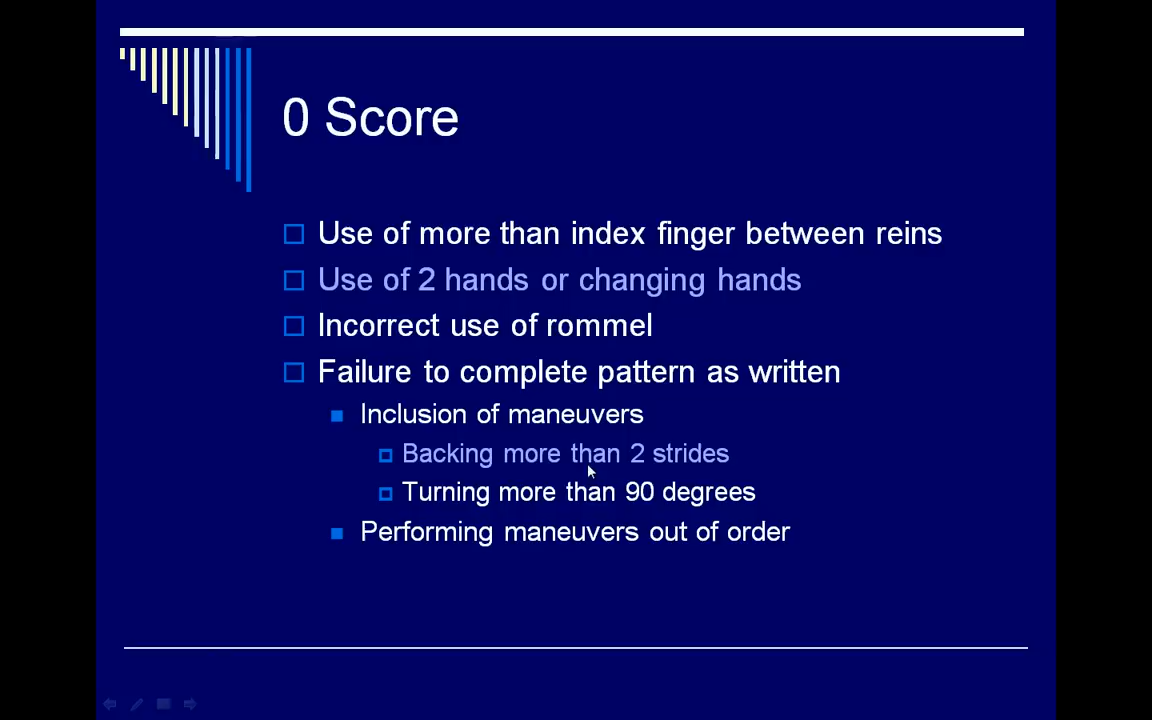 0 Score
Use of more than index finger between reins
Use of 2 hands or changing hands
Incorrect use of rommel
Failure to complete pattern as written
Inclusion of maneuvers
Backing more than 2 strides
Turning more than 90 degrees
Performing maneuvers out of order